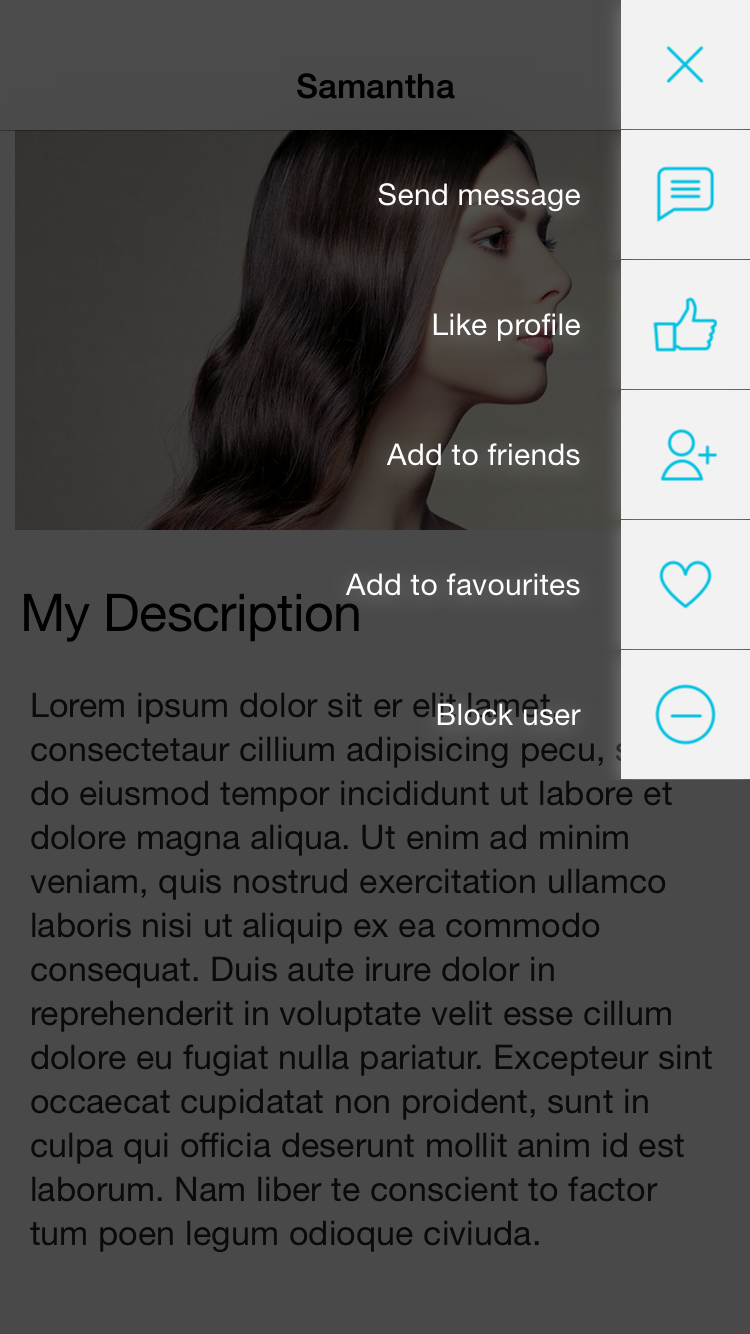 Samantha
Send message
Like profile
Add to friends
Add to favourites
My Description
Block user
Lorem ipsum dolor sit er elit lamet
consectetaur cillium adipisicing pecu,
do eiusmod tempor incididunt ut labore et
dolore magna aliqua. Ut enim ad minim
veniam, quis nostrud exercitation ullamco
laboris nisi ut aliquip ex ea commodo
consequat. Duis aute irure dolor in
reprehenderit in voluptate velit esse cillum
dolore eu fugiat nulla pariatur. Excepteur sint
occaecat cupidatat non proident, sunt in
culpa qui officia deserunt mollit anim id est
laborum. Nam liber te conscient to factor
tum poen legum odioque civiuda.